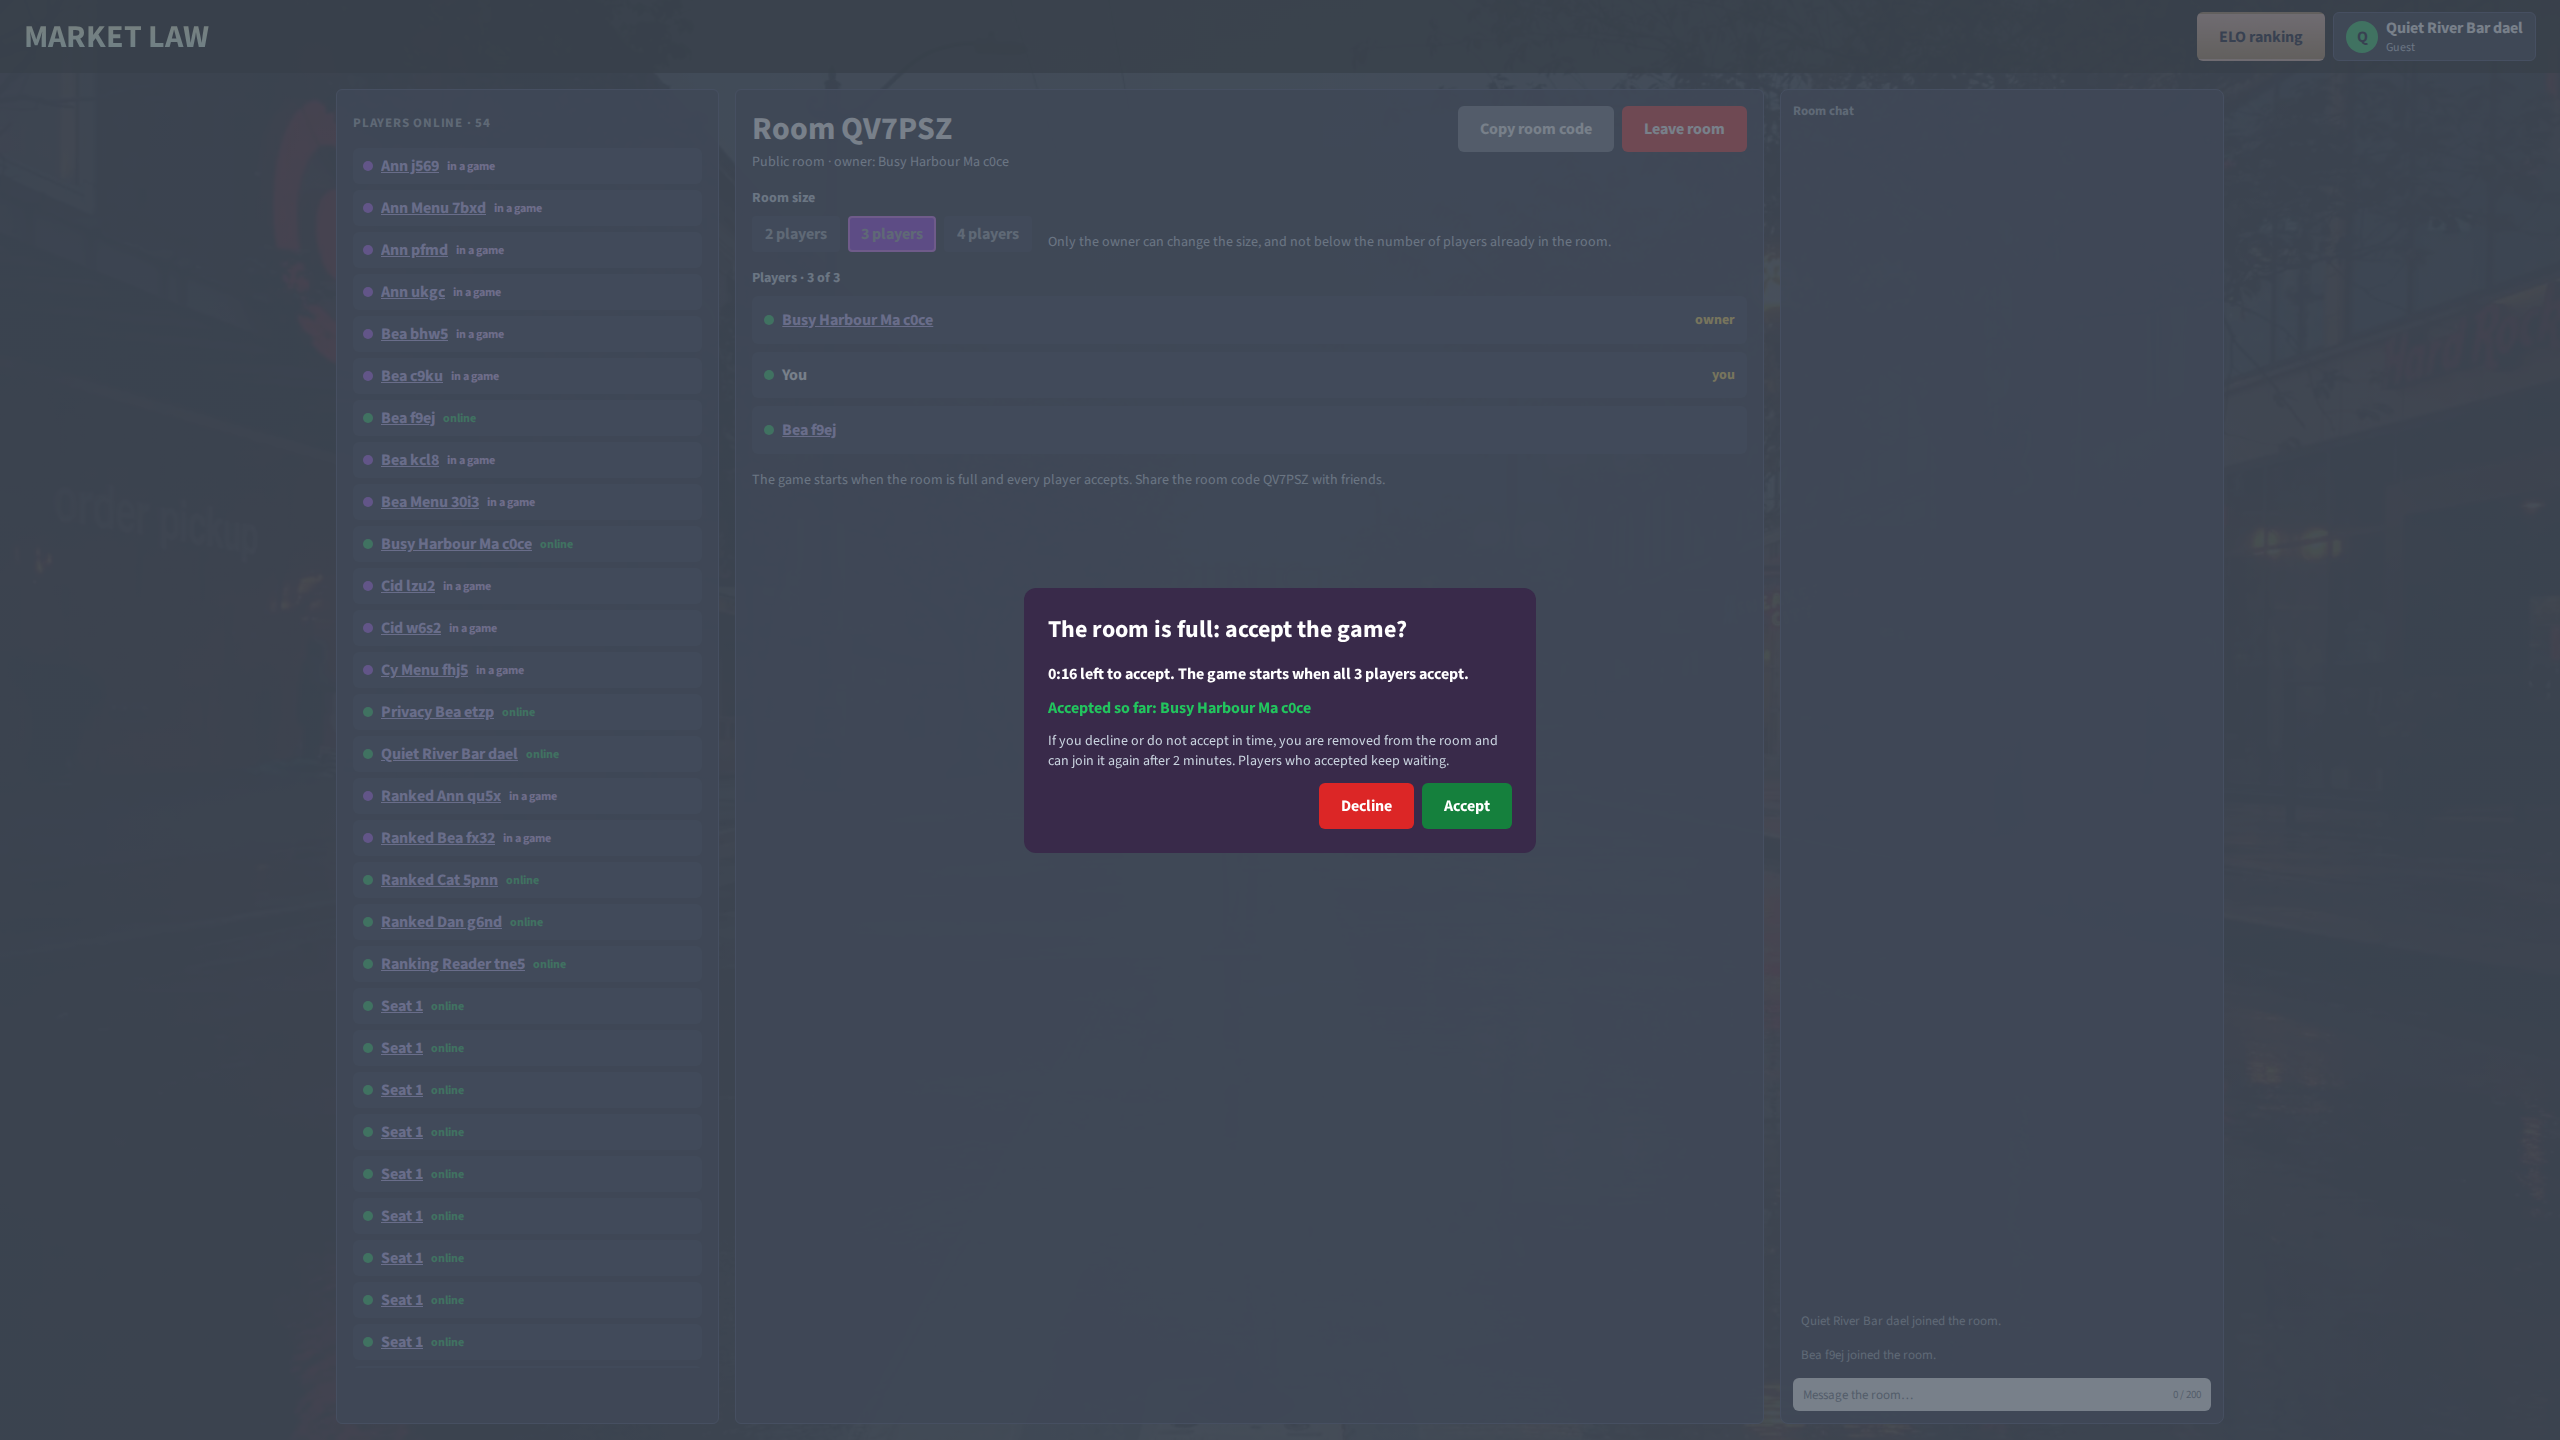 MARKET LAW
ELO ranking
Q
Quiet River Bar dael
Guest
PLAYERS ONLINE · 54
Ann j569 in a game
Ann Menu 7bxd in a game
Ann pfmd in a game
Ann ukgc in a game
Bea bhw5 in a game
Bea c9ku in a game
Bea f9ej online
Bea kcl8 in a game
Bea Menu 30i3 in a game
Busy Harbour Ma c0ce online
Cid lzu2 in a game
Cid w6s2 in a game
Cy Menu fhj5 in a game
Privacy Bea etzp online
Quiet River Bar dael online
Ranked Ann qu5x in a game
Ranked Bea fx32 in a game
Ranked Cat 5pnn online
Ranked Dan g6nd online
Ranking Reader tne5 online
Seat 1 online
Seat 1 online
Seat 1 online
Seat 1 online
Seat 1 online
Seat 1 online
Seat 1 online
Seat 1 online
Seat 1 online
Room QV7PSZ
Copy room code
Leave room
Public room · owner: Busy Harbour Ma c0ce
Room size
2 players 3 players 4 players Only the owner can change the size, and not below the number of players already in the room.
Players · 3 of 3
Busy Harbour Ma c0ce owner
You you
Bea f9ej
The game starts when the room is full and every player accepts. Share the room code QV7PSZ with friends.
The room is full: accept the game?
0:16 left to accept. The game starts when all 3 players accept.
Accepted so far: Busy Harbour Ma c0ce
If you decline or do not accept in time, you are removed from the room and
can join it again after 2 minutes. Players who accepted keep waiting.
Decline Accept
Room chat
Quiet River Bar dael joined the room.
Bea f9ej joined the room.
Message the room… 0 / 200
order pickup